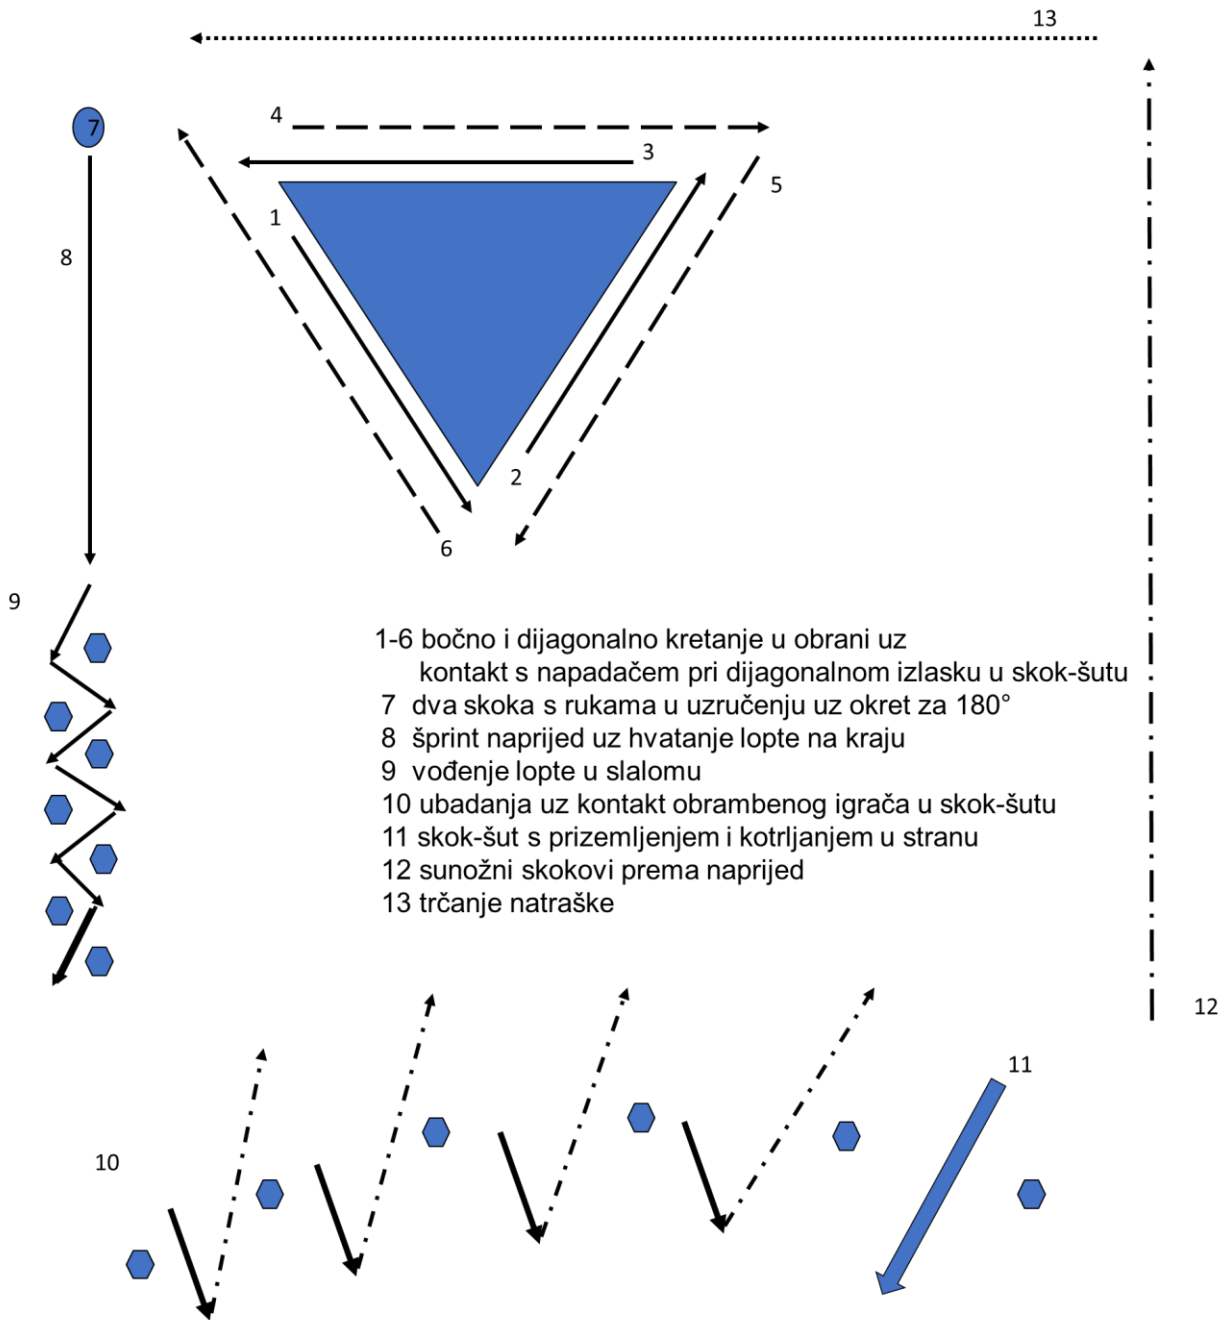 13
7
4
3
5
1
8
2
6
9
1-6 bočno i dijagonalno kretanje u obrani uz
kontakt s napadačem pri dijagonalnom izlasku u skok-šutu
7 dva skoka s rukama u uzručenju uz okret za 180°
8 šprint naprijed uz hvatanje lopte na kraju
9 vođenje lopte u slalomu
10 ubadanja uz kontakt obrambenog igrača u skok-šutu
11 skok-šut s prizemljenjem i kotrljanjem u stranu
12 sunožni skokovi prema naprijed
13 trčanje natraške
12
11
10